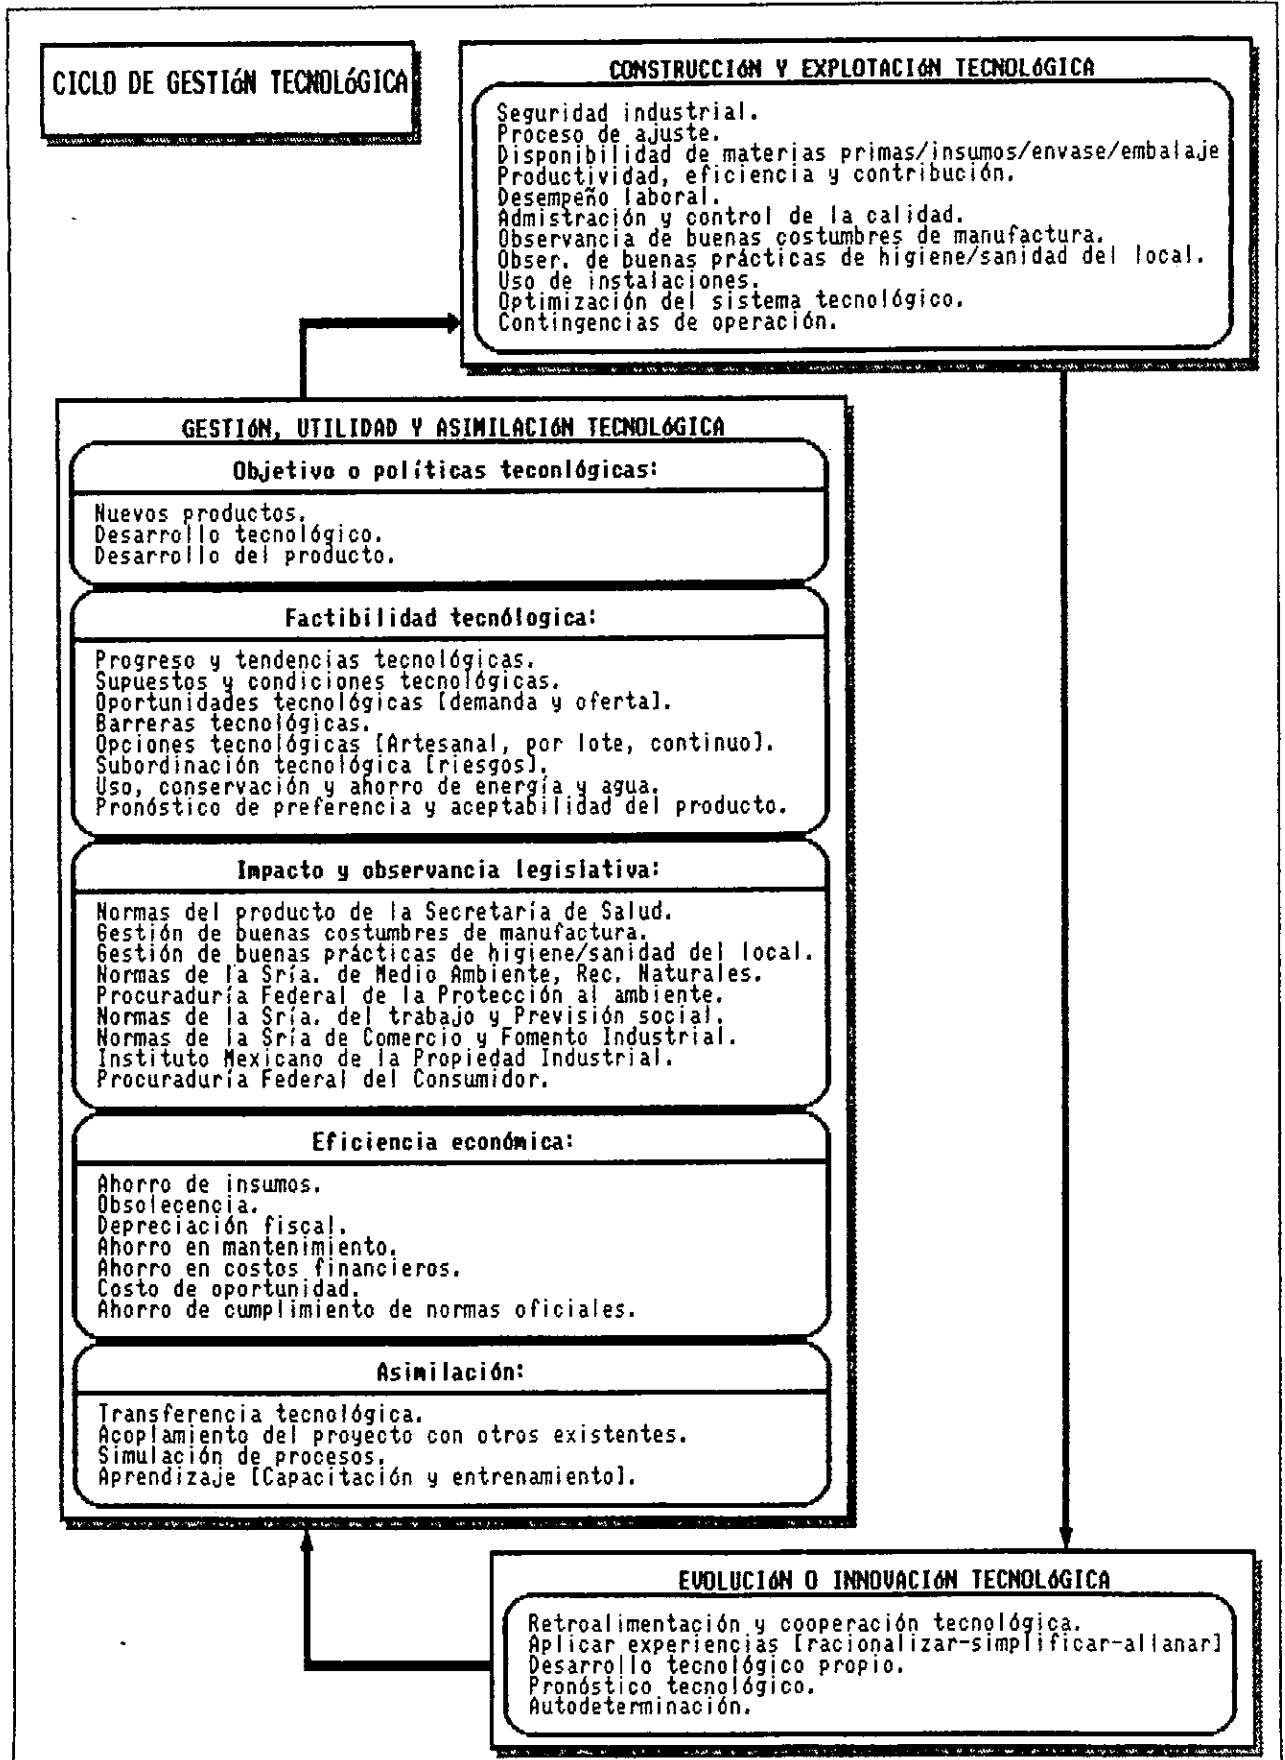 CICLO DE GESTIóN TECNOLóGICA
CONSTRUCCIóN Y EXPLOTACIóN TECNOLóGICA
Seguridad industrial.
Proceso de ajuste.
Disponibilidad de materias primas/insumos/envase/embalaje
Productividad, eficiencia y contribución.
Desempeño laboral.
Admistración y control de la calidad.
Observancia de buenas costumbres de manufactura.
Obser. de buenas prácticas de higiene/sanidad del local.
Uso de instalaciones.
Optimización del sistema tecnológico.
Contingencias de operación.
GESTIóN, UTILIDAD Y ASIMILACIóN TECNOLóGICA
Objetivo o políticas teconlógicas:
Nuevos productos.
Desarrollo tecnológico.
Desarrollo del producto.
Factibilidad tecnólogica:
Progreso y tendencias tecnológicas.
Supuestos y condiciones tecnológicas.
Oportunidades tecnológicas [demanda y oferta].
Barreras tecnológicas.
Opciones tecnológicas [Artesanal, por lote, continuo].
Subordinación tecnológica [riesgos].
Uso, conservación y ahorro de energía y agua.
Pronóstico de preferencia y aceptabilidad del producto.
Impacto y observancia legislativa:
Normas del producto de la Secretaría de Salud.
Gestión de buenas costumbres de manufactura.
Gestión de buenas prácticas de higiene/sanidad del local.
Normas de la Sría. de Medio Ambiente, Rec. Naturales.
Procuraduría Federal de la Protección al ambiente.
Normas de la Sría. del trabajo y Previsión social.
Normas de la Sría de Comercio y Fomento Industrial.
Instituto Mexicano de la Propiedad Industrial.
Procuraduría Federal del Consumidor.
Eficiencia económica:
Ahorro de insumos.
Obsolecencia.
Depreciación fiscal.
Ahorro en mantenimiento.
Ahorro en costos financieros.
Costo de oportunidad.
Ahorro de cumplimiento de normas oficiales.
Asimilación:
Transferencia tecnológica.
Acoplamiento del proyecto con otros existentes.
Simulación de procesos.
Aprendizaje [Capacitación y entrenamiento].
EVOLUCIóN O INNOVACIóN TECNOLóGICA
Retroalimentación y cooperación tecnológica.
Aplicar experiencias [racionalizar-simplificar-allanar]
Desarrollo tecnológico propio.
Pronóstico tecnológico.
Autodeterminación.